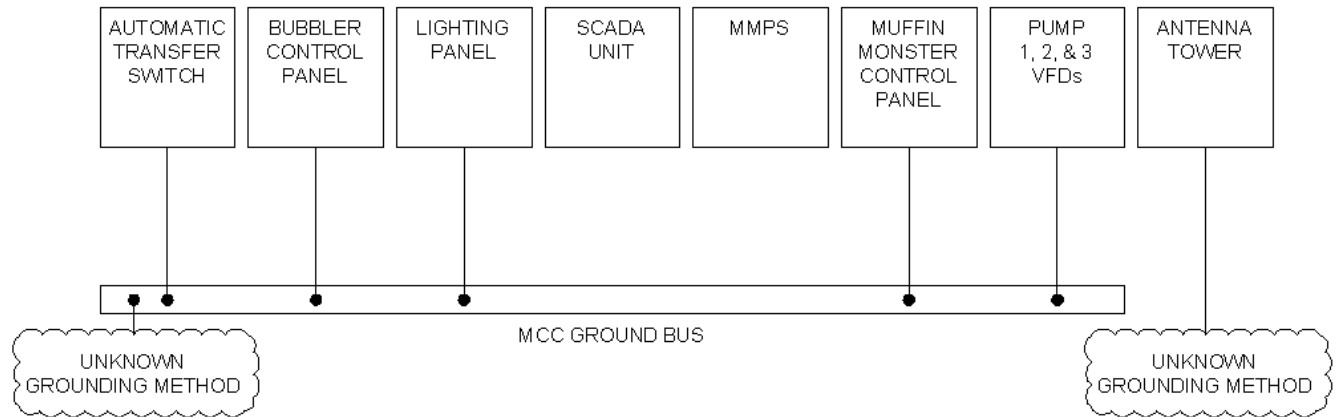 AUTOMATIC
TRANSFER
SWITCH
BUBBLER
CONTROL
PANEL
LIGHTING
PANEL
SCADA
UNIT
MMPS
MUFFIN
MONSTER
CONTROL
PANEL
PUMP
1, 2, & 3
VFDs
ANTENNA
TOWER
MCC GROUND BUS
UNKNOWN
GROUNDING METHOD
UNKNOWN
GROUNDING METHOD